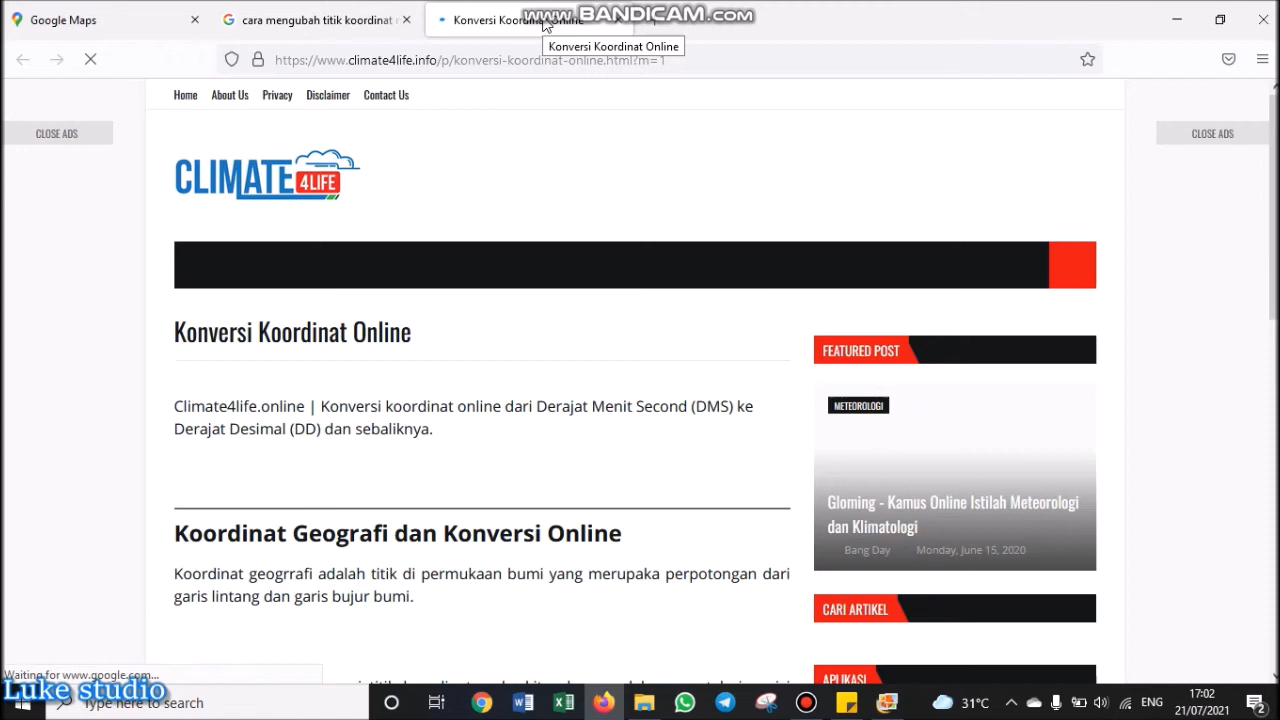 Google Maps
cara mengubah titik koordinat
Konversi Koordinat Online
WWW.BANDICAM.COM
Konversi Koordinat Online
https://www.climate4life.info/p/konversi-koordinat-online.html?m=1
Home About Us Privacy Disclaimer Contact Us
CLOSE ADS
CLOSE ADS
CLIMATE 4LIFE
Konversi Koordinat Online
Climate4life.online | Konversi koordinat online dari Derajat Menit Second (DMS) ke
Derajat Desimal (DD) dan sebaliknya.
Koordinat Geografi dan Konversi Online
Koordinat geogrrafi adalah titik di permukaan bumi yang merupaka perpotongan dari
garis lintang dan garis bujur bumi.
FEATURED POST
METEOROLOGI
Gloming - Kamus Online Istilah Meteorologi
dan Klimatologi
Bang Day Monday, June 15, 2020
CARI ARTIKEL
APLIKASI
Waiting for www.google.com...
Luke studio
Type here to search
31°C
ENG
17:02
21/07/2021
2